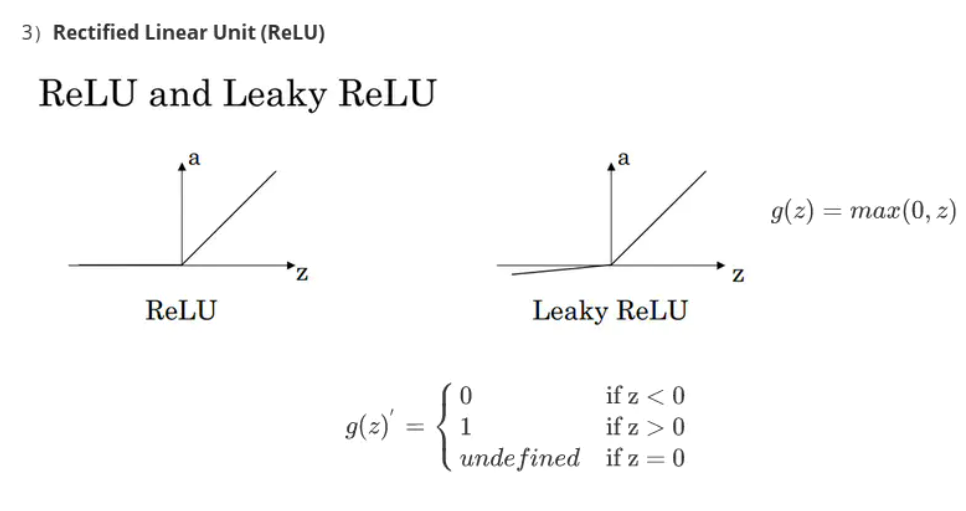 3) Rectified Linear Unit (ReLU)
ReLU and Leaky ReLU
a
z
ReLU
a
z
Leaky ReLU
g(z) = max(0, z)
g(z)′ = { 0 if z < 0
1 if z > 0
undefined if z = 0